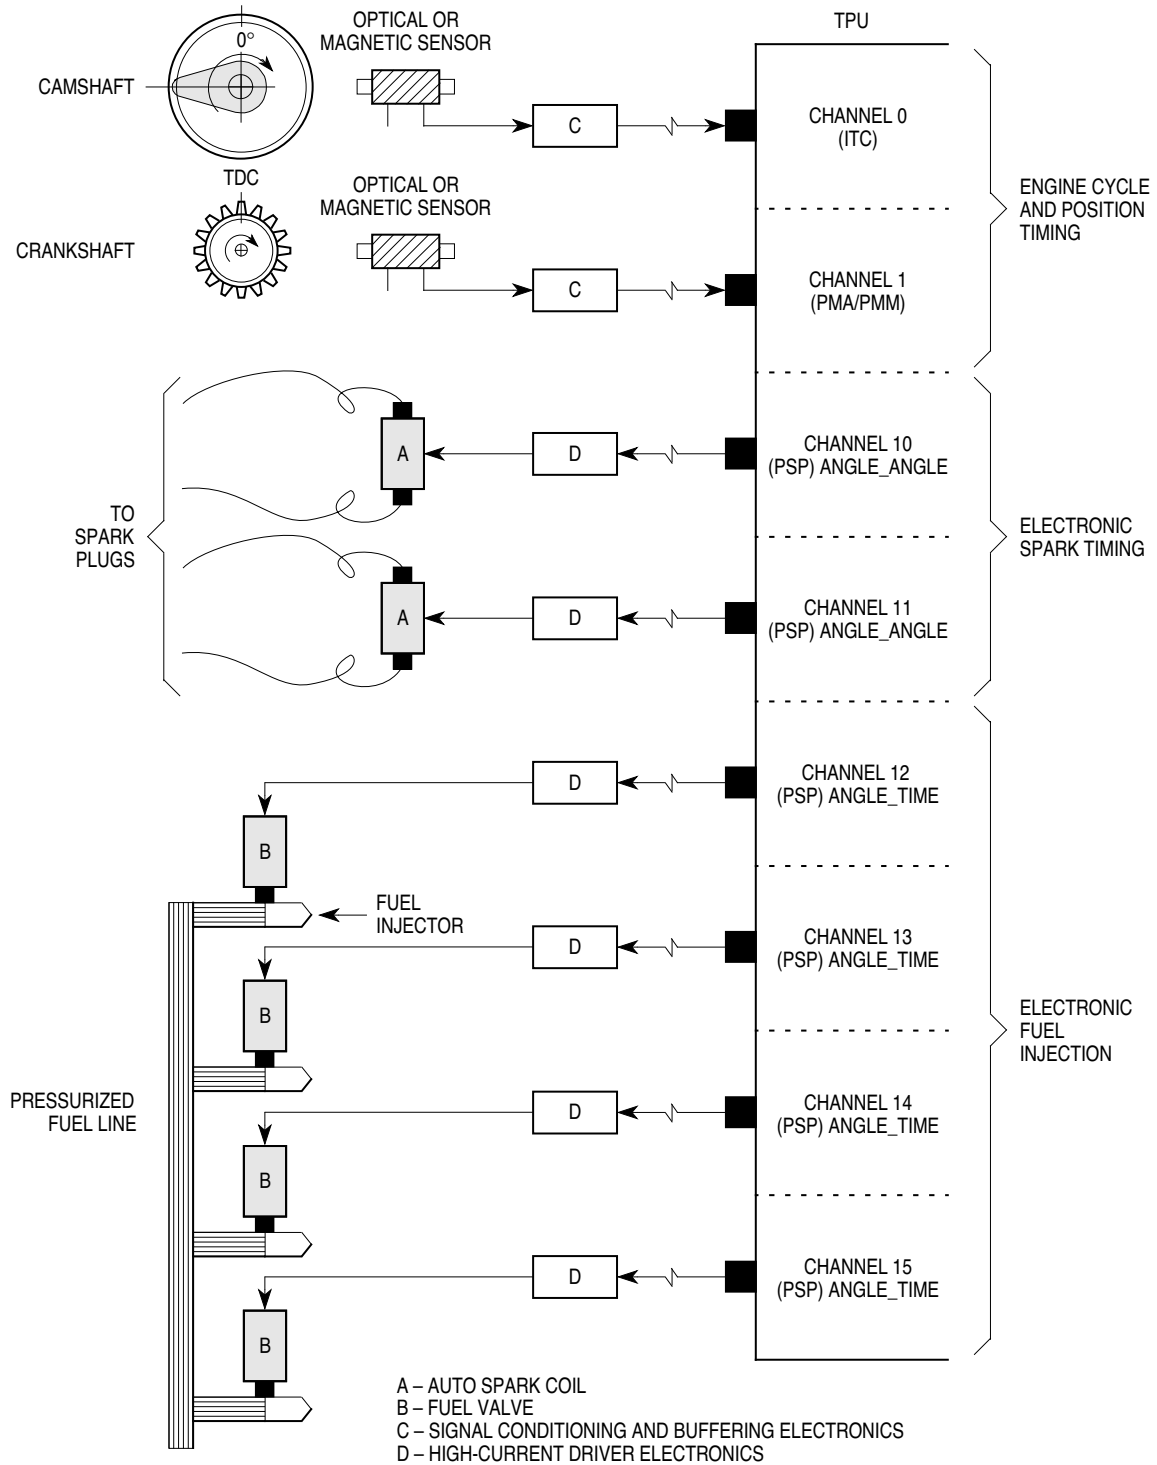 OPTICAL OR
MAGNETIC SENSOR
TPU
0°
CAMSHAFT
C
CHANNEL 0
(ITC)
TDC
OPTICAL OR
MAGNETIC SENSOR
ENGINE CYCLE
AND POSITION
TIMING
CRANKSHAFT
C
CHANNEL 1
(PMA/PMM)
A
D
CHANNEL 10
(PSP) ANGLE_ANGLE
TO
SPARK
PLUGS
ELECTRONIC
SPARK TIMING
A
D
CHANNEL 11
(PSP) ANGLE_ANGLE
D
CHANNEL 12
(PSP) ANGLE_TIME
B
FUEL
INJECTOR
D
CHANNEL 13
(PSP) ANGLE_TIME
B
ELECTRONIC
FUEL
INJECTION
PRESSURIZED
FUEL LINE
D
CHANNEL 14
(PSP) ANGLE_TIME
B
D
CHANNEL 15
(PSP) ANGLE_TIME
B
A – AUTO SPARK COIL
B – FUEL VALVE
C – SIGNAL CONDITIONING AND BUFFERING ELECTRONICS
D – HIGH-CURRENT DRIVER ELECTRONICS